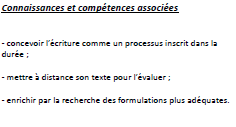 Connaissances et compétences associées
- concevoir l'écriture comme un processus inscrit dans la
durée ;
- mettre à distance son texte pour l'évaluer ;
- enrichir par la recherche des formulations plus adéquates.